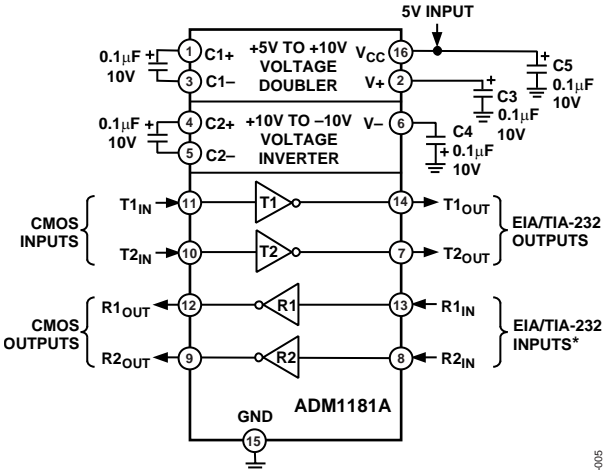 5V INPUT
0.1µF
10V
+
1
C1+
3
C1–
+5V TO +10V
VOLTAGE
DOUBLER
VCC
16
V+
2
+
C5
0.1µF
10V
+
C3
0.1µF
10V
0.1µF
10V
+
4
C2+
5
C2–
+10V TO –10V
VOLTAGE
INVERTER
V–
6
C4
+
0.1µF
10V
CMOS
INPUTS
T1IN
11
T1
14
T1OUT
T2IN
10
T2
7
T2OUT
EIA/TIA-232
OUTPUTS
CMOS
OUTPUTS
R1OUT
12
R1
13
R1IN
R2OUT
9
R2
8
R2IN
EIA/TIA-232
INPUTS*
ADM1181A
GND
15
-005